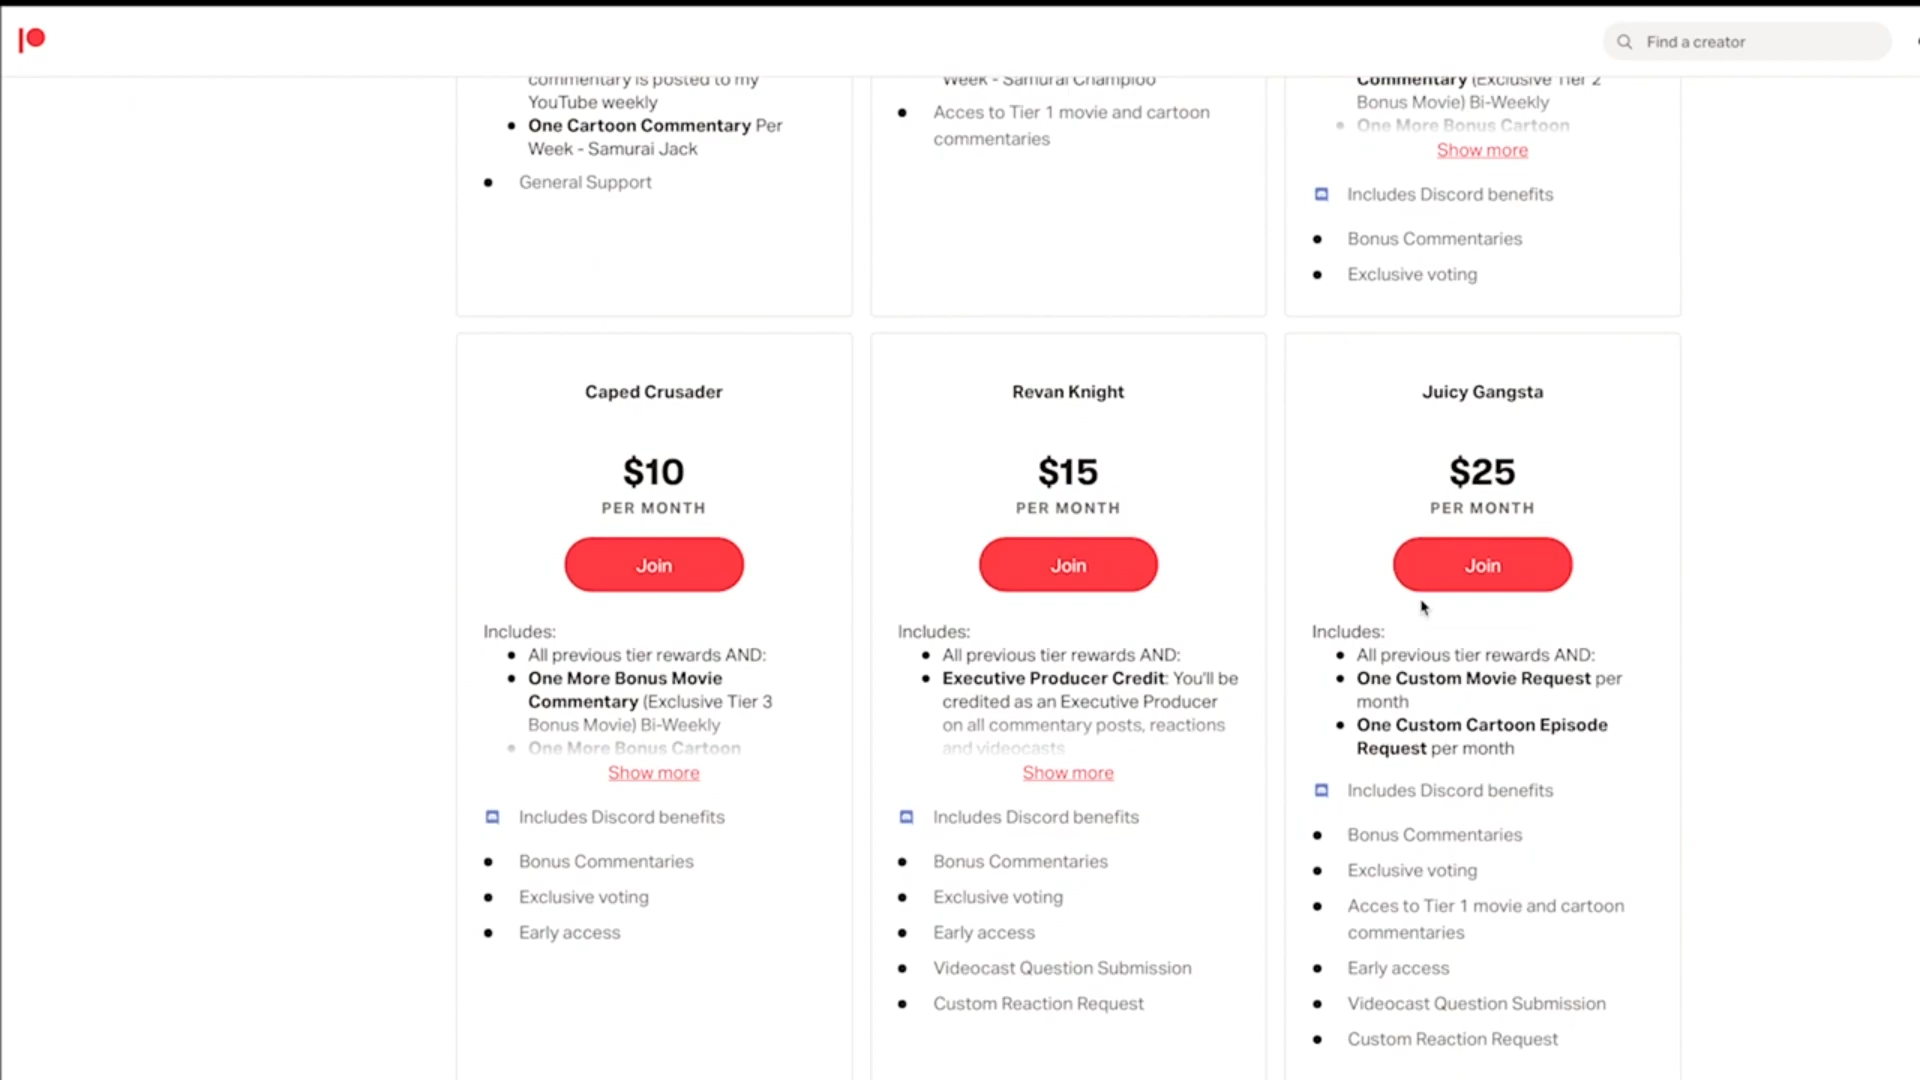 Find a creator
commentary is posted to my
YouTube weekly
One Cartoon Commentary Per
Week - Samurai Jack
General Support
Week - Samurai Champloo
Acces to Tier 1 movie and cartoon
commentaries
Commentary (Exclusive Tier 2
Bonus Movie) Bi-Weekly
One More Bonus Cartoon
Show more
Includes Discord benefits
Bonus Commentaries
Exclusive voting
Caped Crusader
$10
PER MONTH
Join
Includes:
All previous tier rewards AND:
One More Bonus Movie
Commentary (Exclusive Tier 3
Bonus Movie) Bi-Weekly
One More Bonus Cartoon
Show more
Includes Discord benefits
Bonus Commentaries
Exclusive voting
Early access
Revan Knight
$15
PER MONTH
Join
Includes:
All previous tier rewards AND:
Executive Producer Credit: You'll be
credited as an Executive Producer
on all commentary posts, reactions
and videocasts
Show more
Includes Discord benefits
Bonus Commentaries
Exclusive voting
Early access
Videocast Question Submission
Custom Reaction Request
Juicy Gangsta
$25
PER MONTH
Join
Includes:
All previous tier rewards AND:
One Custom Movie Request per
month
One Custom Cartoon Episode
Request per month
Includes Discord benefits
Bonus Commentaries
Exclusive voting
Acces to Tier 1 movie and cartoon
commentaries
Early access
Videocast Question Submission
Custom Reaction Request